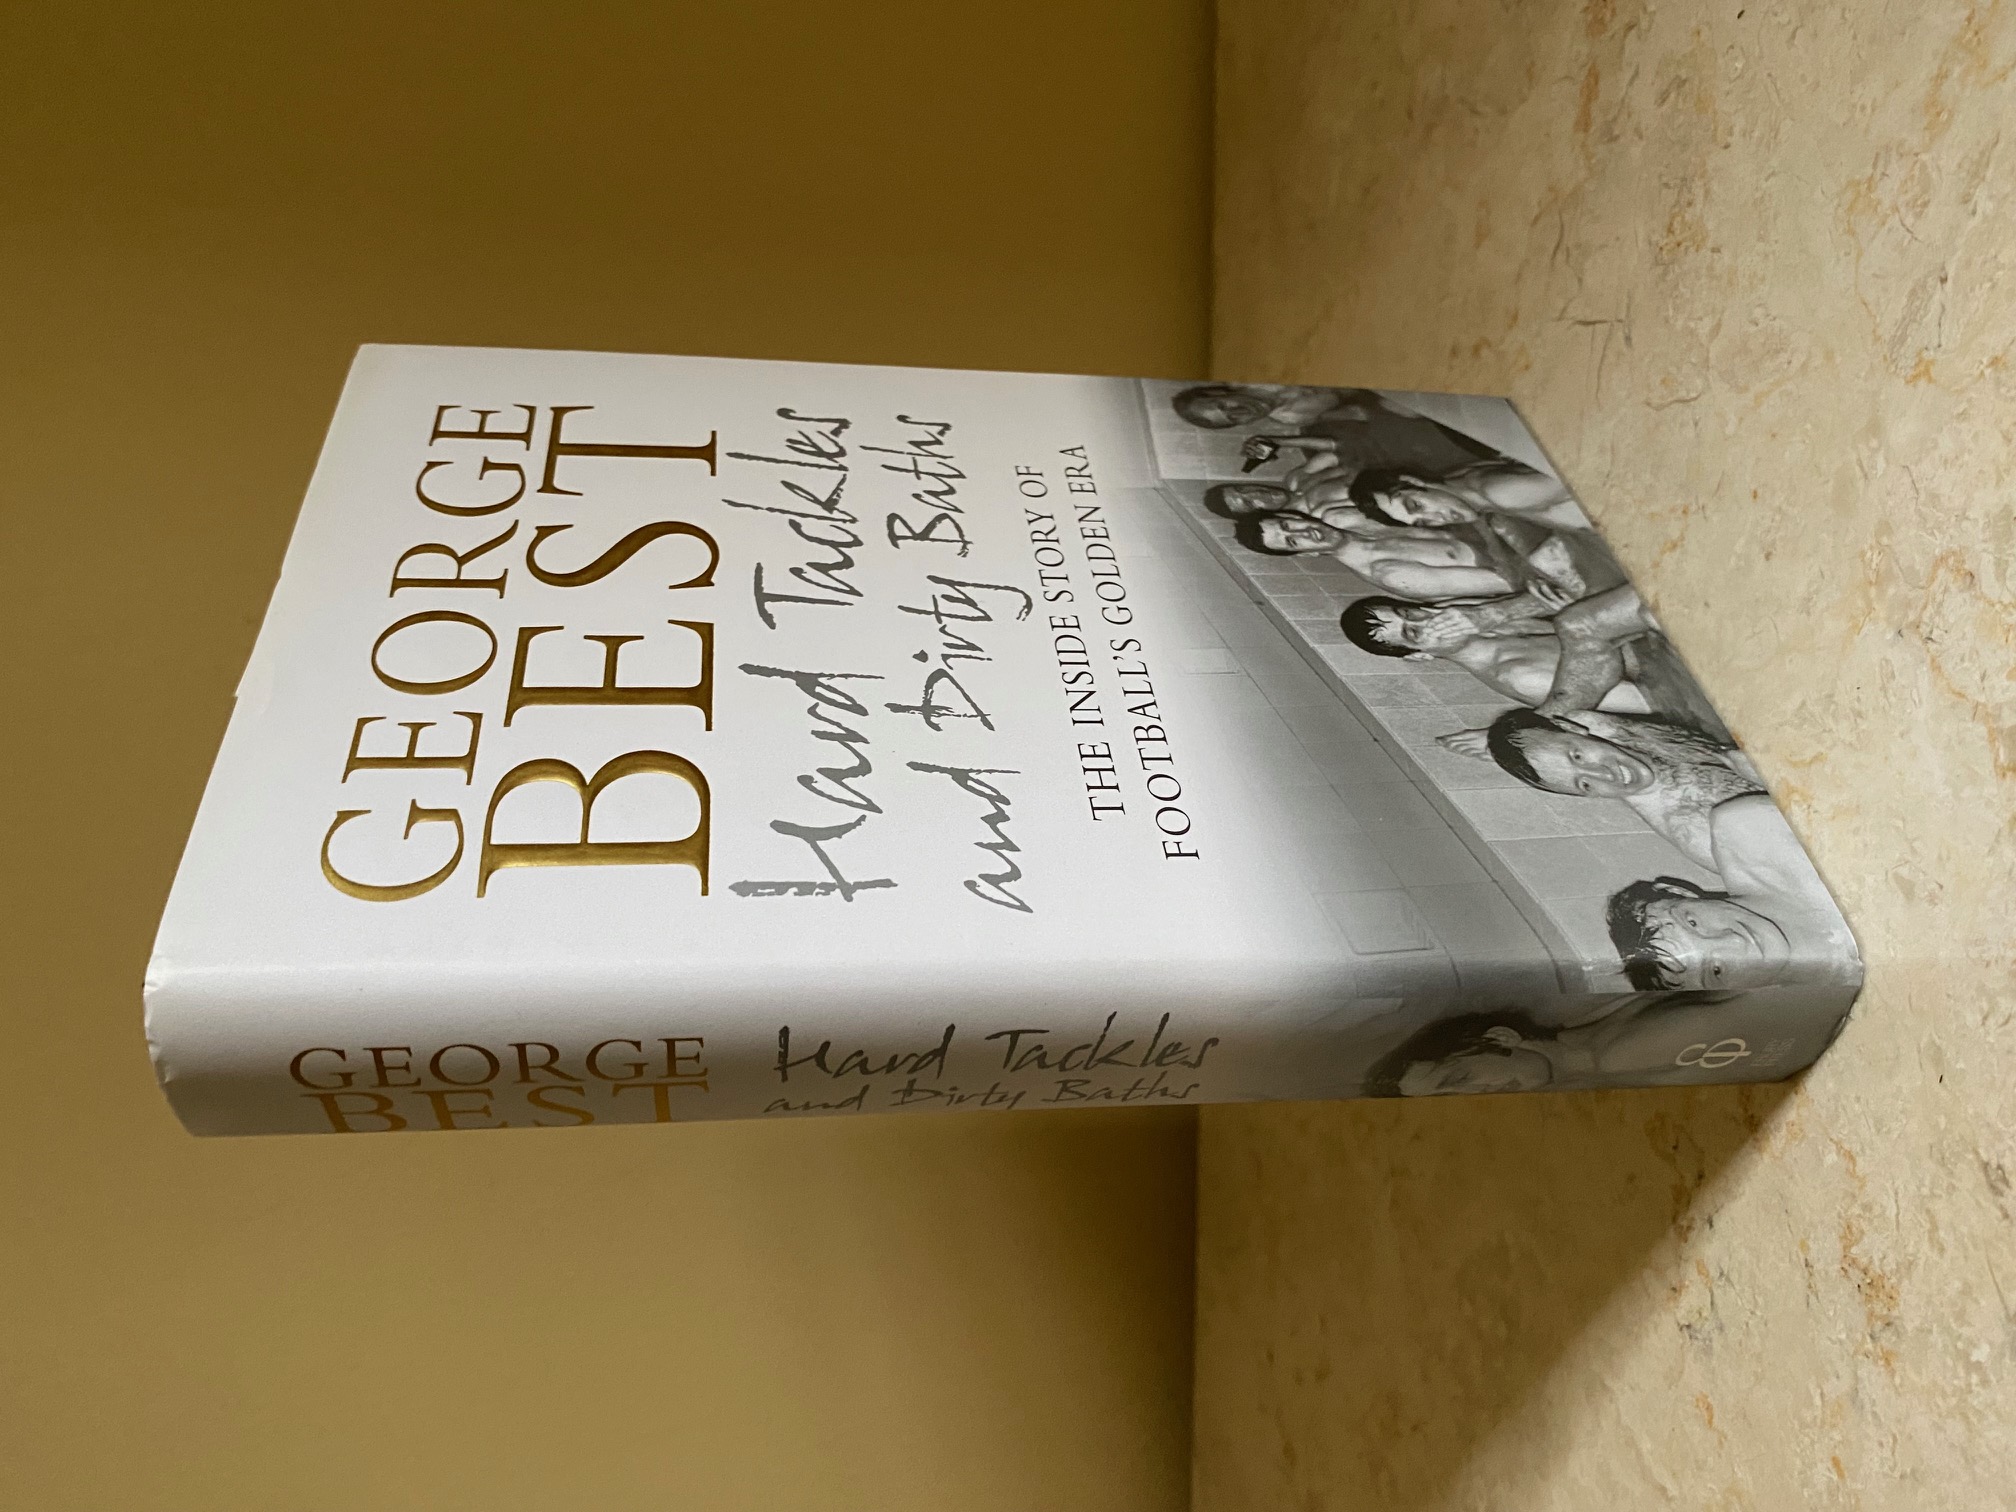 GEORGE
BEST
Hard Tackles
and Dirty Baths
THE INSIDE STORY OF
FOOTBALL'S GOLDEN ERA
GEORGE
BEST
Hard Tackles
and Dirty Baths